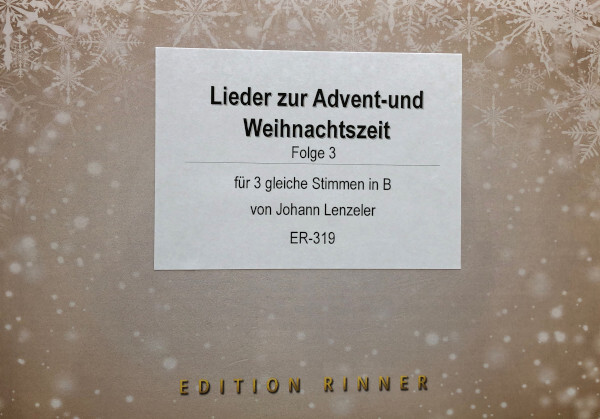 Lieder zur Advent-und
Weihnachtszeit
Folge 3
für 3 gleiche Stimmen in B
von Johann Lenzeler
ER-319
EDITION RINNER